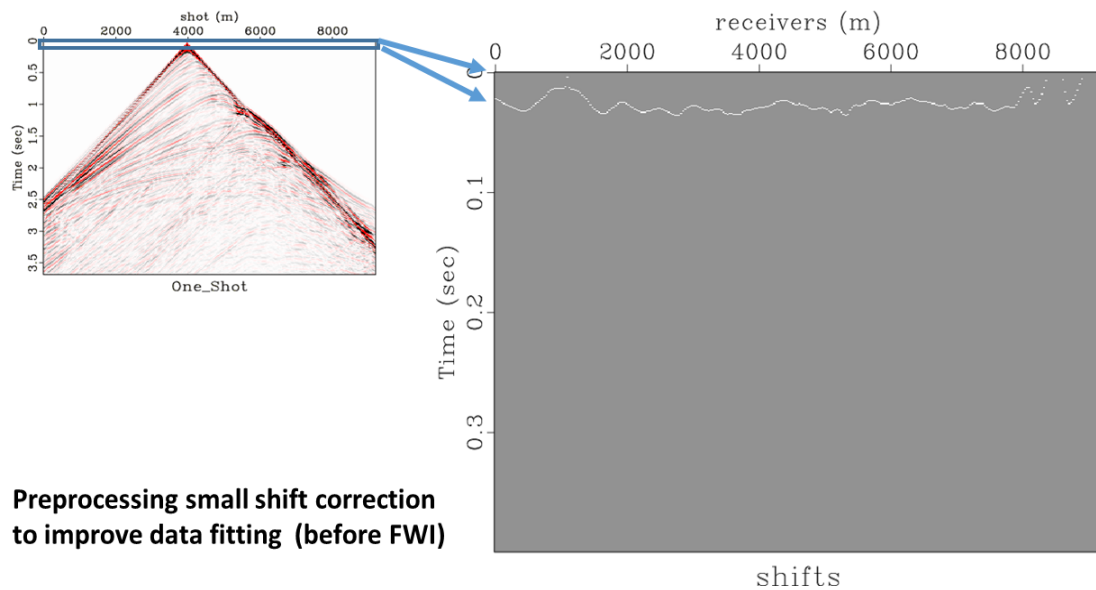 shot (m)
0 2000 4000 6000 8000
Time (sec)
0 0.5 1 1.5 2 2.5 3 3.5
One_Shot
receivers (m)
0 2000 4000 6000 8000
Time (sec)
0 0.1 0.2 0.3
shifts
Preprocessing small shift correction
to improve data fitting (before FWI)